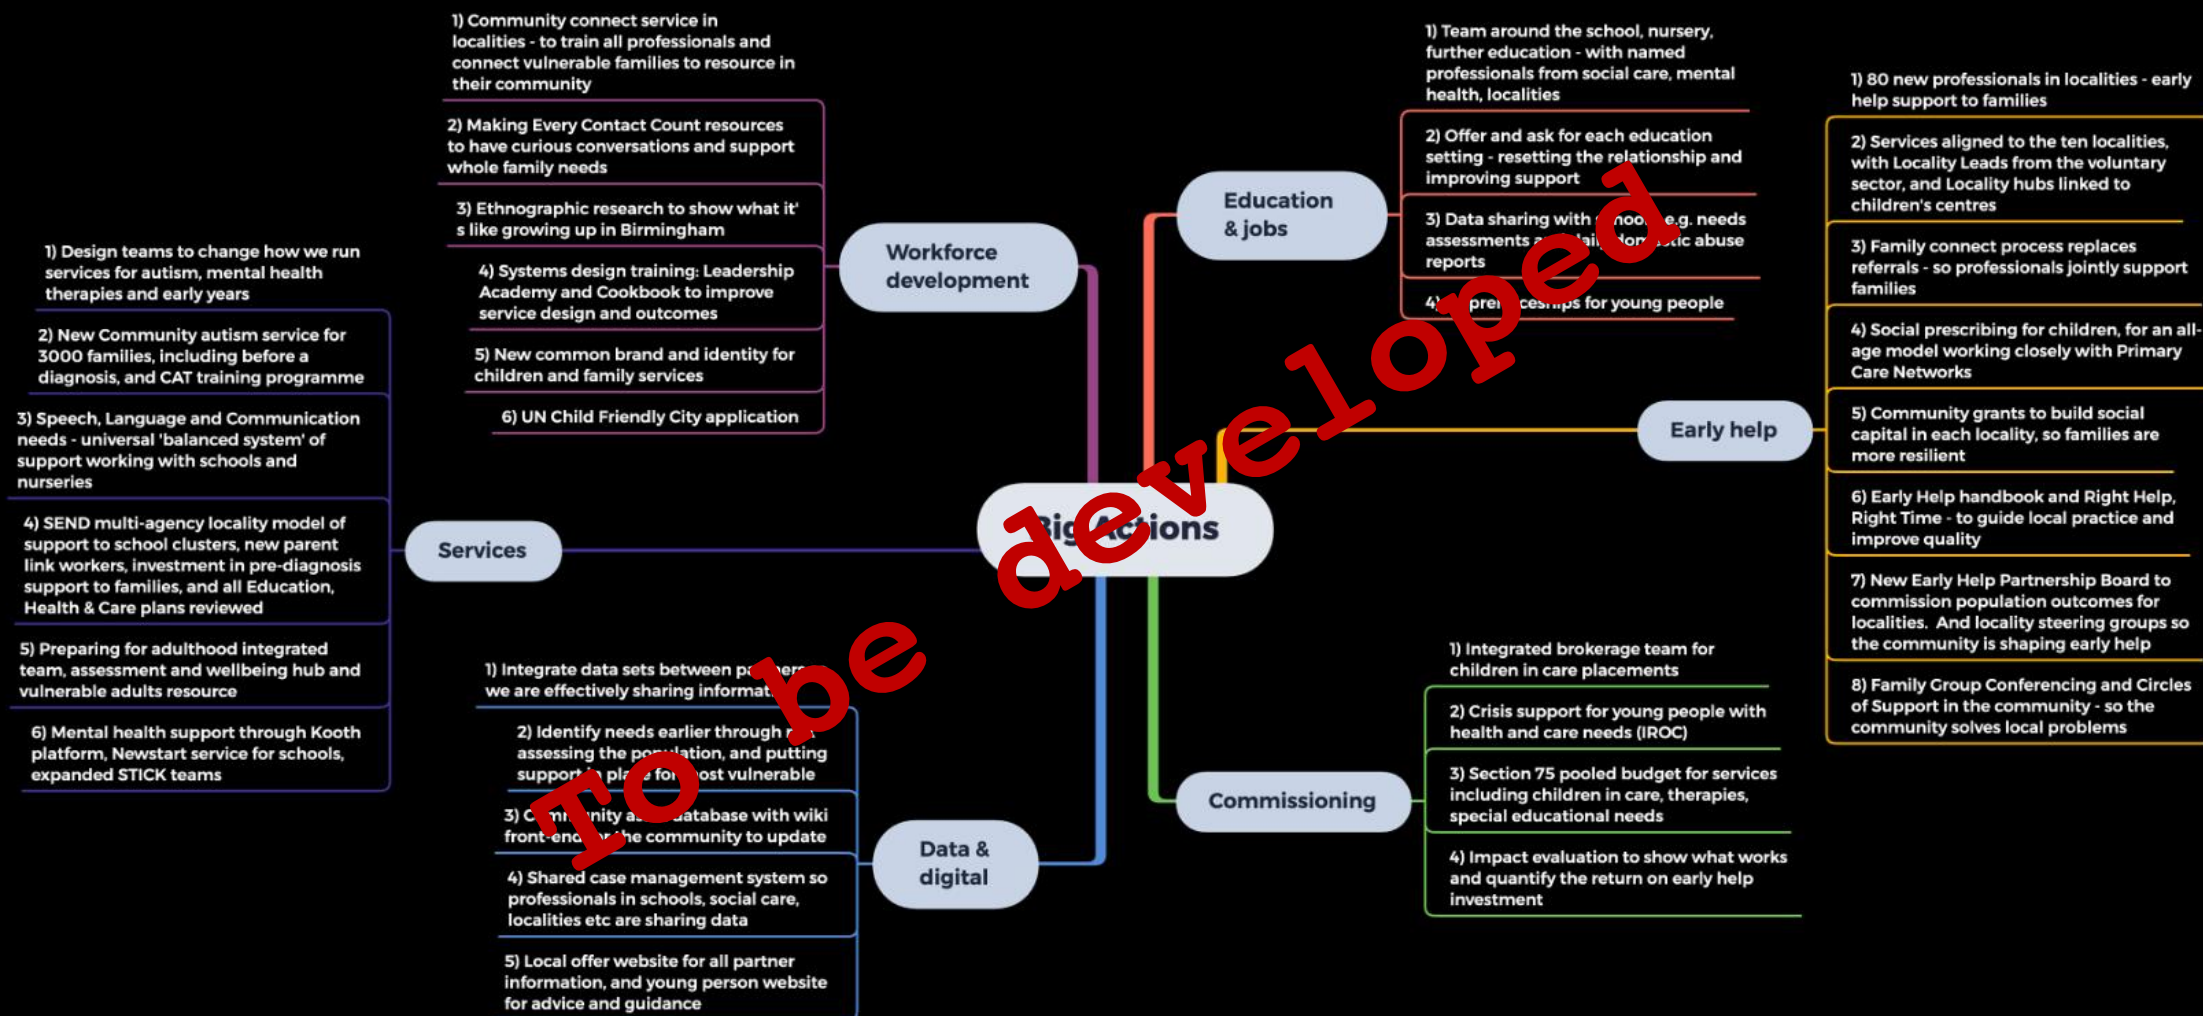 1) Community connect service in
localities - to train all professionals and
connect vulnerable families to resource in
their community
2) Making Every Contact Count resources
to have curious conversations and support
whole family needs
3) Ethnographic research to show what it'
s like growing up in Birmingham
4) Systems design training: Leadership
Academy and Cookbook to improve
service design and outcomes
5) New common brand and identity for
children and family services
6) UN Child Friendly City application
Workforce
development
1) Team around the school, nursery,
further education - with named
professionals from social care, mental
health, localities
2) Offer and ask for each education
setting - resetting the relationship and
improving support
3) Data sharing with e.g. needs
assessments abuse
reports
4) for young people
Education
& jobs
1) 80 new professionals in localities - early
help support to families
2) Services aligned to the ten localities,
with Locality Leads from the voluntary
sector, and Locality hubs linked to
children's centres
3) Family connect process replaces
referrals - so professionals jointly support
families
4) Social prescribing for children, for an all-
age model working closely with Primary
Care Networks
5) Community grants to build social
capital in each locality, so families are
more resilient
6) Early Help handbook and Right Help,
Right Time - to guide local practice and
improve quality
7) New Early Help Partnership Board to
commission population outcomes for
localities. And locality steering groups so
the community is shaping early help
8) Family Group Conferencing and Circles
of Support in the community - so the
community solves local problems
Early help
1) Design teams to change how we run
services for autism, mental health
therapies and early years
2) New Community autism service for
3000 families, including before a
diagnosis, and CAT training programme
3) Speech, Language and Communication
needs - universal 'balanced system' of
support working with schools and
nurseries
4) SEND multi-agency locality model of
support to school clusters, new parent
link workers, investment in pre-diagnosis
support to families, and all Education,
Health & Care plans reviewed
5) Preparing for adulthood integrated
team, assessment and wellbeing hub and
vulnerable adults resource
6) Mental health support through Kooth
platform, Newstart service for schools,
expanded STICK teams
Services
Big Actions
To be developed
1) Integrate data sets between
we are effectively sharing
2) Identify needs earlier through
assessing the population, and putting
support in place for most vulnerable
3) Community database with wiki
front-end the community to update
4) Shared case management system so
professionals in schools, social care,
localities etc are sharing data
5) Local offer website for all partner
information, and young person website
for advice and guidance
Data &
digital
1) Integrated brokerage team for
children in care placements
2) Crisis support for young people with
health and care needs (IROC)
3) Section 75 pooled budget for services
including children in care, therapies,
special educational needs
4) Impact evaluation to show what works
and quantify the return on early help
investment
Commissioning